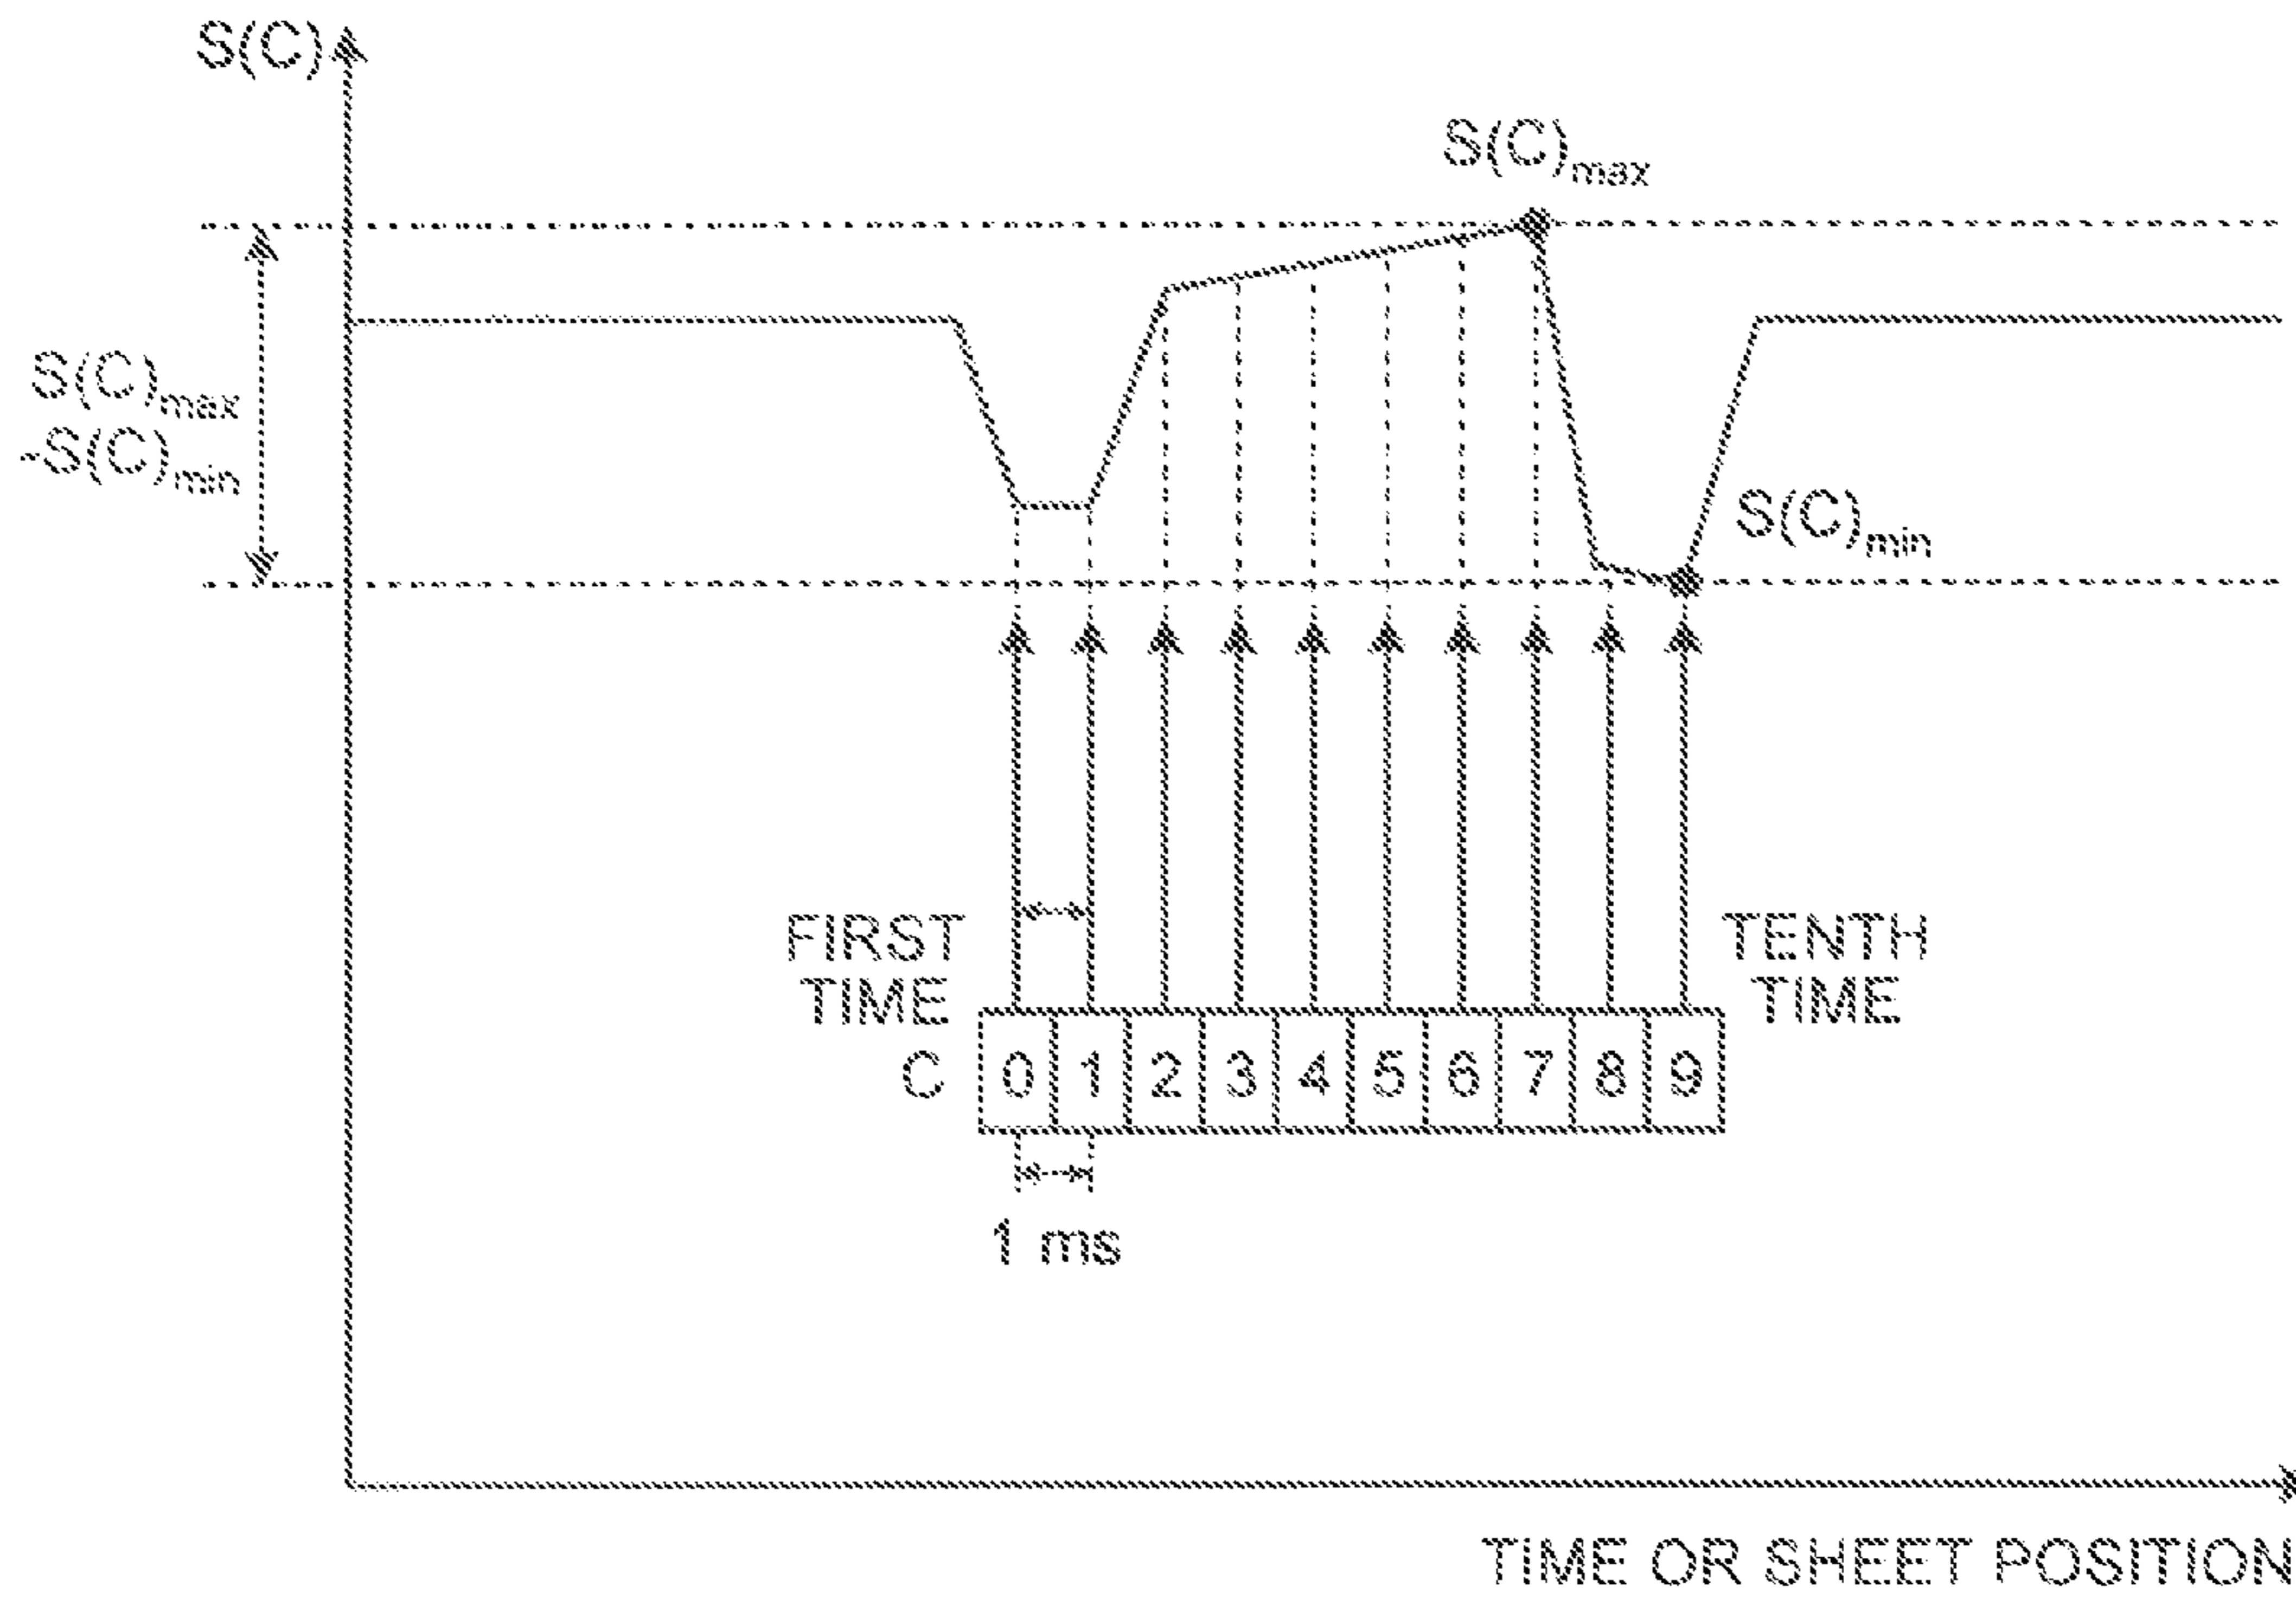 S(C)
S(C)max
S(C)max
-S(C)min
S(C)min
FIRST
TIME
TENTH
TIME
C 0 1 2 3 4 5 6 7 8 9
1 ms
TIME OR SHEET POSITION